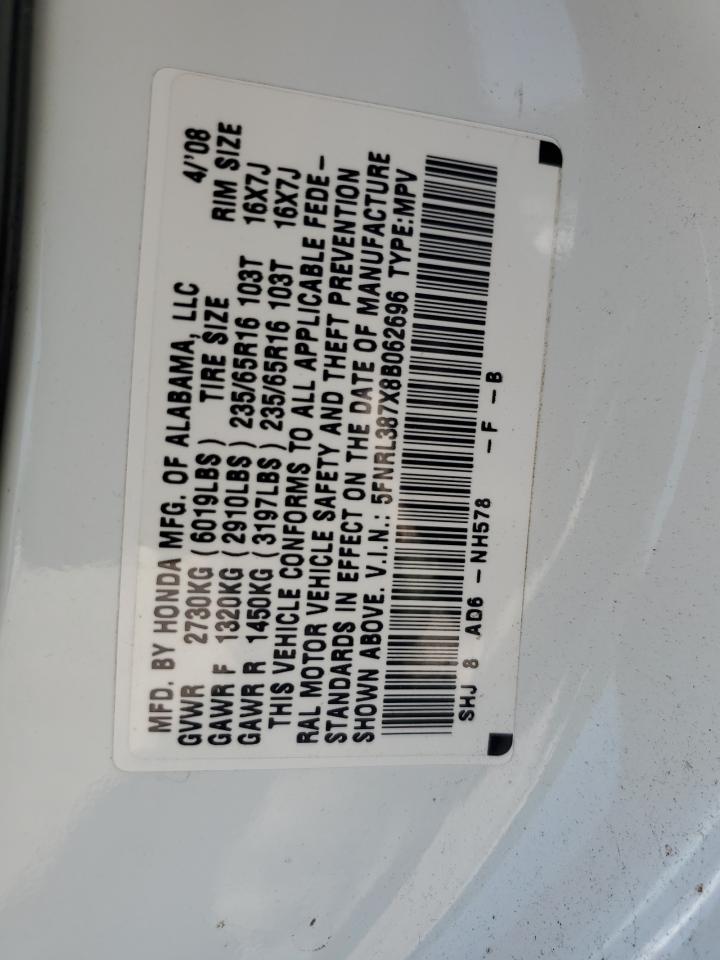 MFD. BY HONDA MFG. OF ALABAMA, LLC 4/'08
GVWR 2730KG (6019LBS) TIRE SIZE RIM SIZE
GAWR F 1320KG (2910LBS) 235/65R16 103T 16X7J
GAWR R 1450KG (3197LBS) 235/65R16 103T 16X7J
THIS VEHICLE CONFORMS TO ALL APPLICABLE FEDE-
RAL MOTOR VEHICLE SAFETY AND THEFT PREVENTION
STANDARDS IN EFFECT ON THE DATE OF MANUFACTURE
SHOWN ABOVE. V.I.N.: 5FNRL387X8B062696 TYPE:MPV
SHJ 8 AD6 - NH578 - F - B